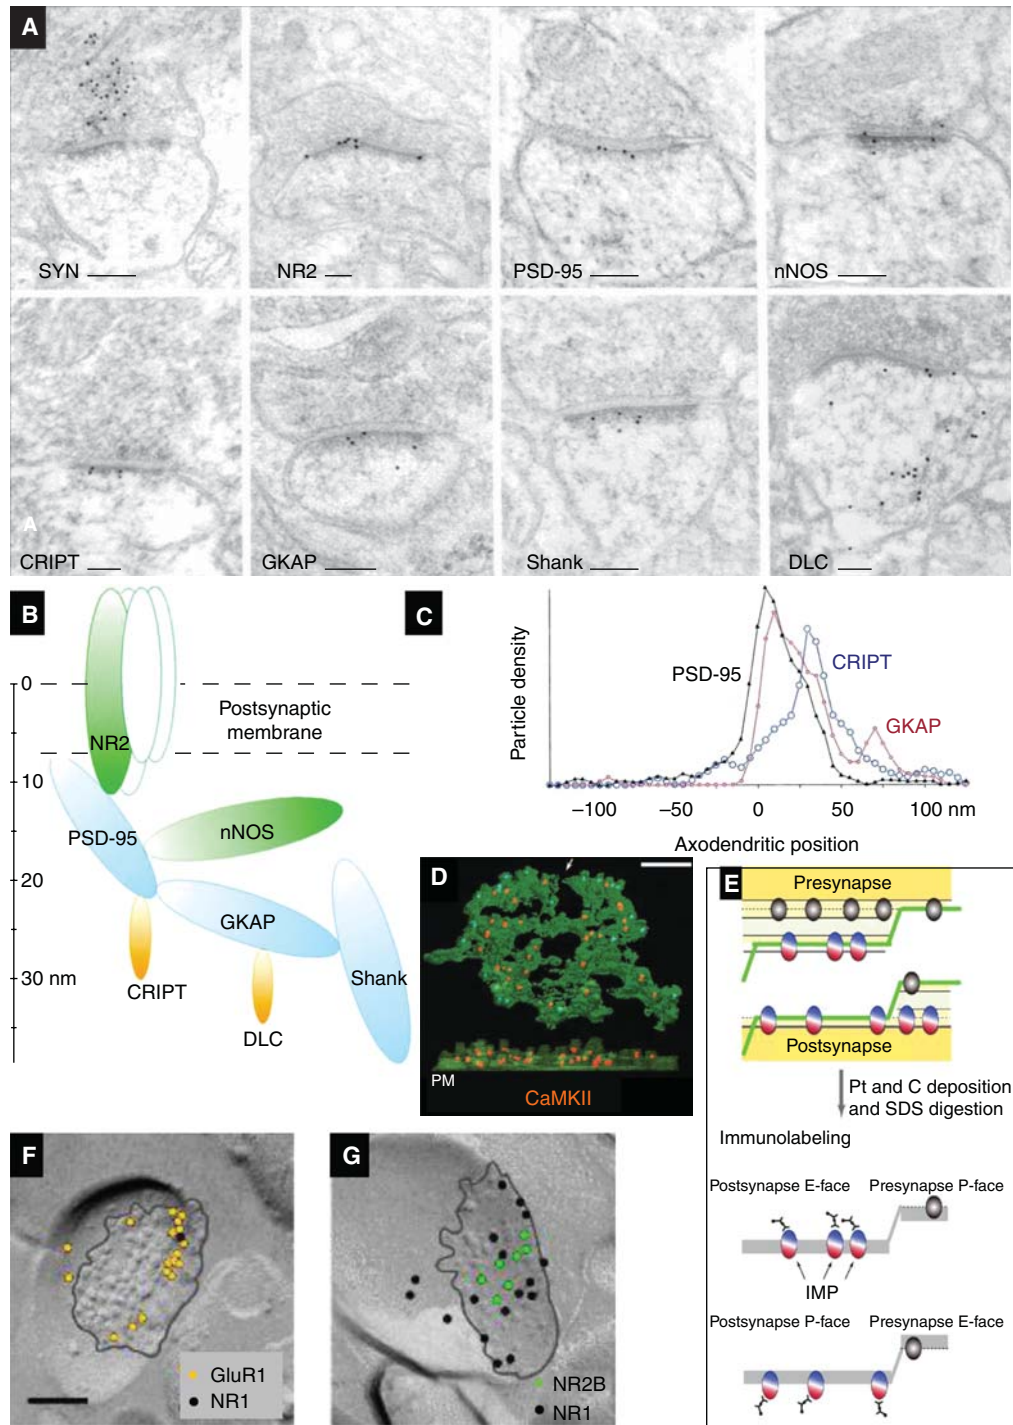 A
SYN
NR2
PSD-95
nNOS
A
CRIPT
GKAP
Shank
DLC
B
0
10
20
30 nm
NR2
Postsynaptic
membrane
PSD-95
nNOS
GKAP
CRIPT
DLC
Shank
C
Particle density
PSD-95
CRIPT
GKAP
–100
–50
0
50
100 nm
Axodendritic position
D
PM
CaMKII
E
Presynapse
Postsynapse
Pt and C deposition
and SDS digestion
Immunolabeling
Postsynapse E-face
Presynapse P-face
IMP
Postsynapse P-face
Presynapse E-face
F
GluR1
NR1
G
NR2B
NR1